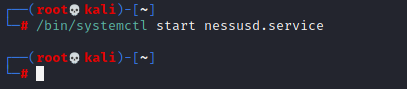 ┌──(root💀kali)-[~]
└─# /bin/systemctl start nessusd.service
┌──(root💀kali)-[~]
└─#